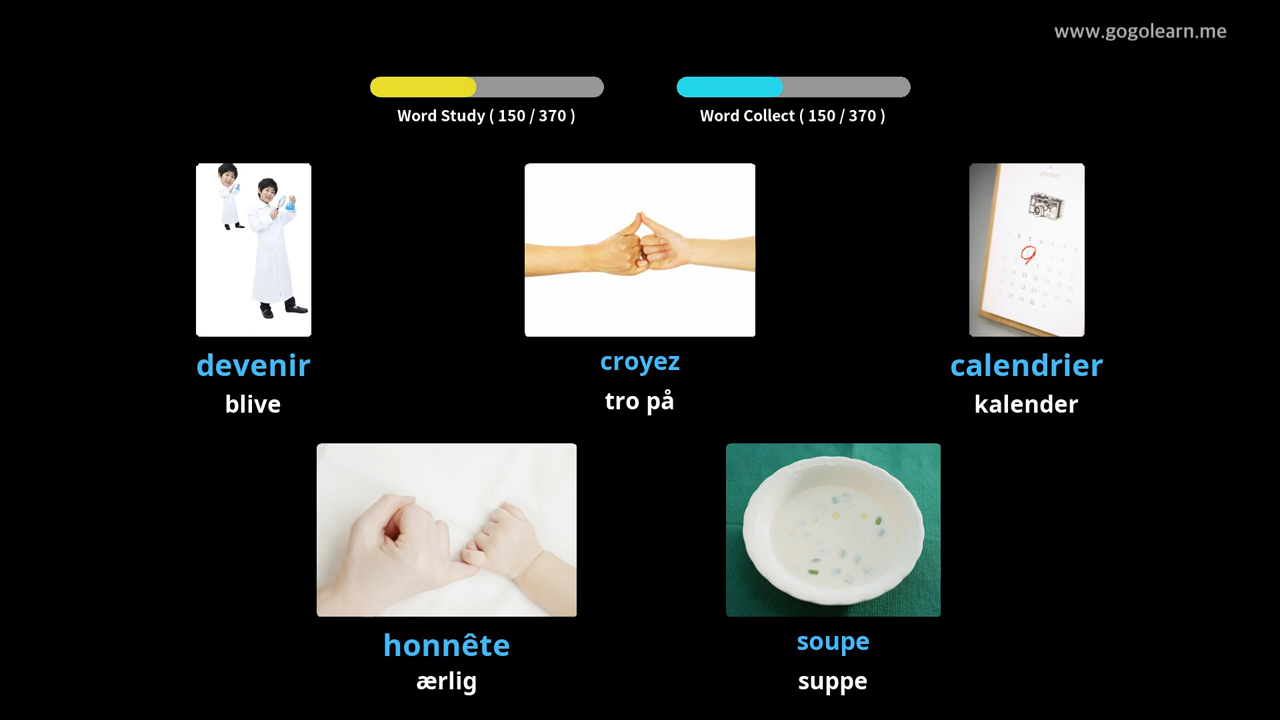 www.gogolearn.me
Word Study ( 150 / 370 )
Word Collect ( 150 / 370 )
devenir
blive
croyez
tro på
calendrier
kalender
honnête
ærlig
soupe
suppe